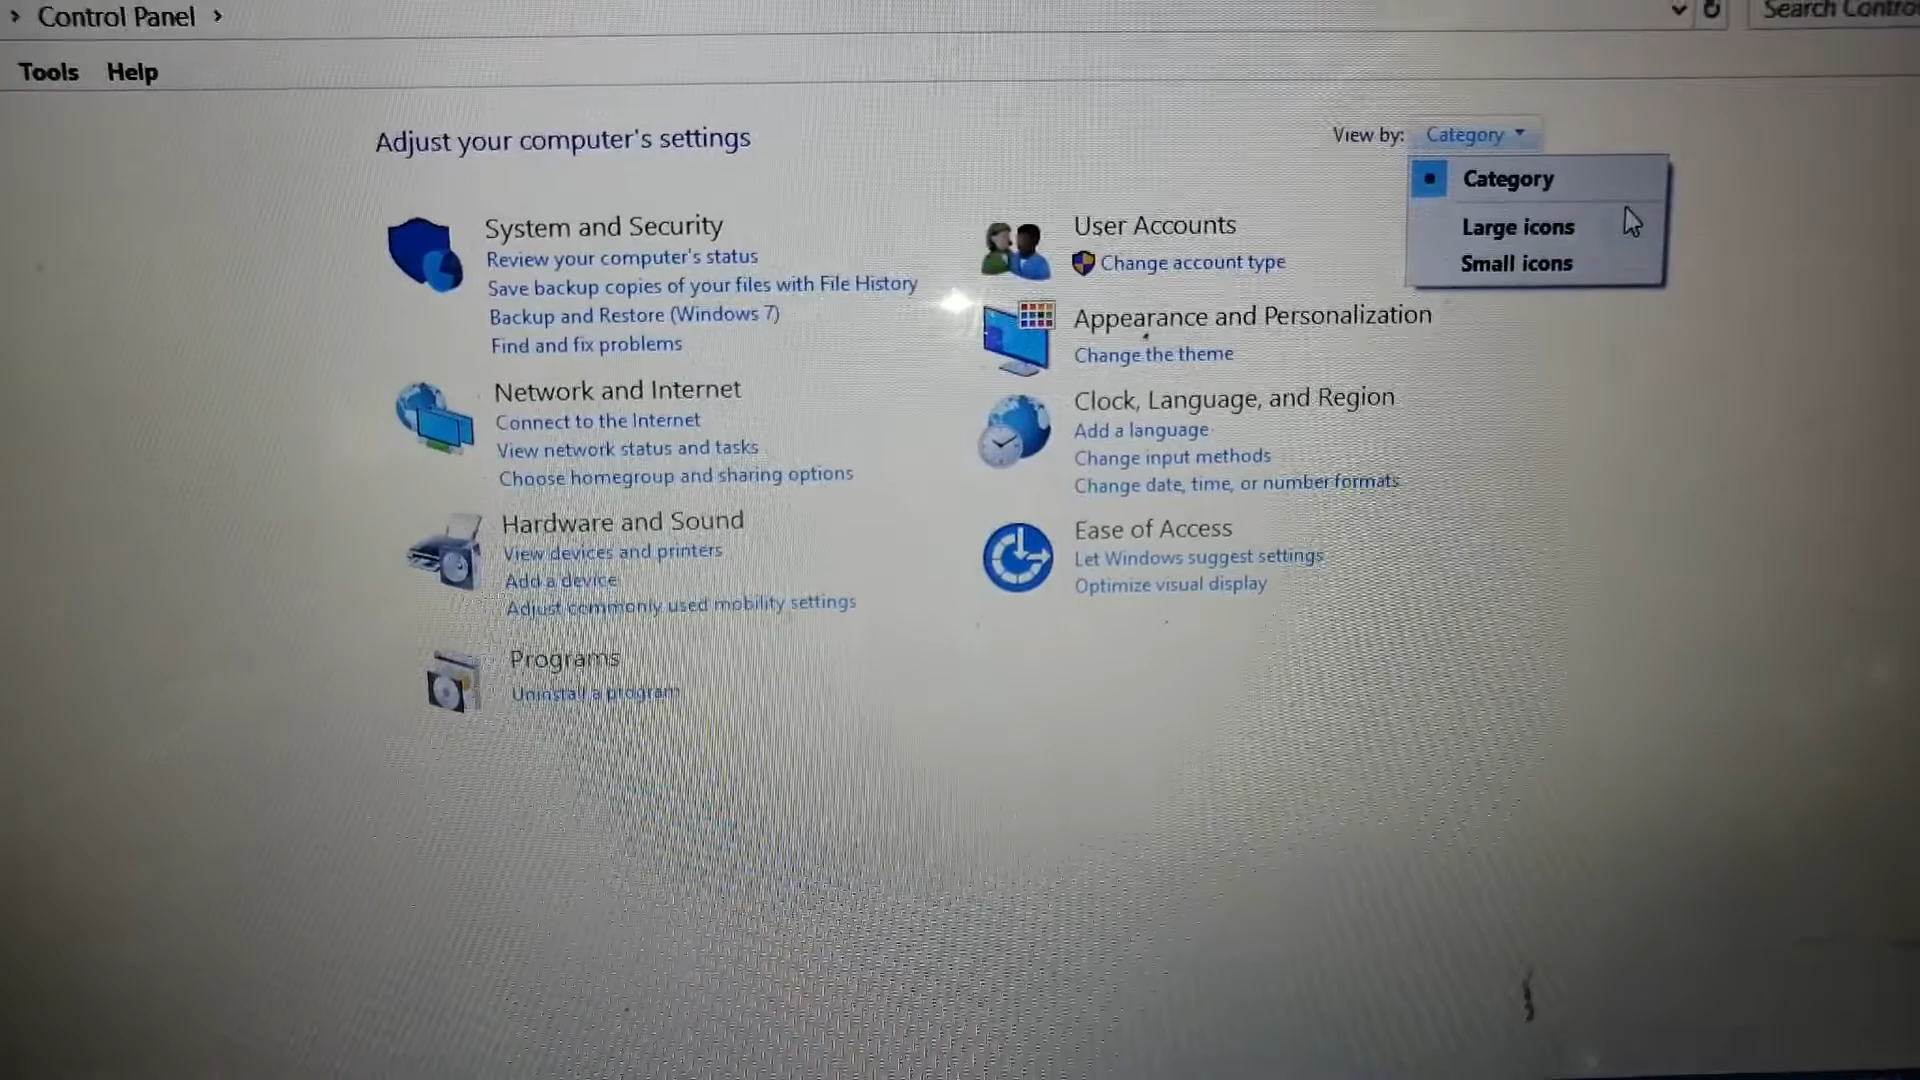 Control Panel
Search Contro
Tools Help
Adjust your computer's settings
View by: Category
Category
Large icons
Small icons
System and Security
Review your computer's status
Save backup copies of your files with File History
Backup and Restore (Windows 7)
Find and fix problems
Network and Internet
Connect to the Internet
View network status and tasks
Choose homegroup and sharing options
Hardware and Sound
View devices and printers
Add a device
Adjust commonly used mobility settings
Programs
Uninstall a program
User Accounts
Change account type
Appearance and Personalization
Change the theme
Clock, Language, and Region
Add a language
Change input methods
Change date, time, or number formats
Ease of Access
Let Windows suggest settings
Optimize visual display